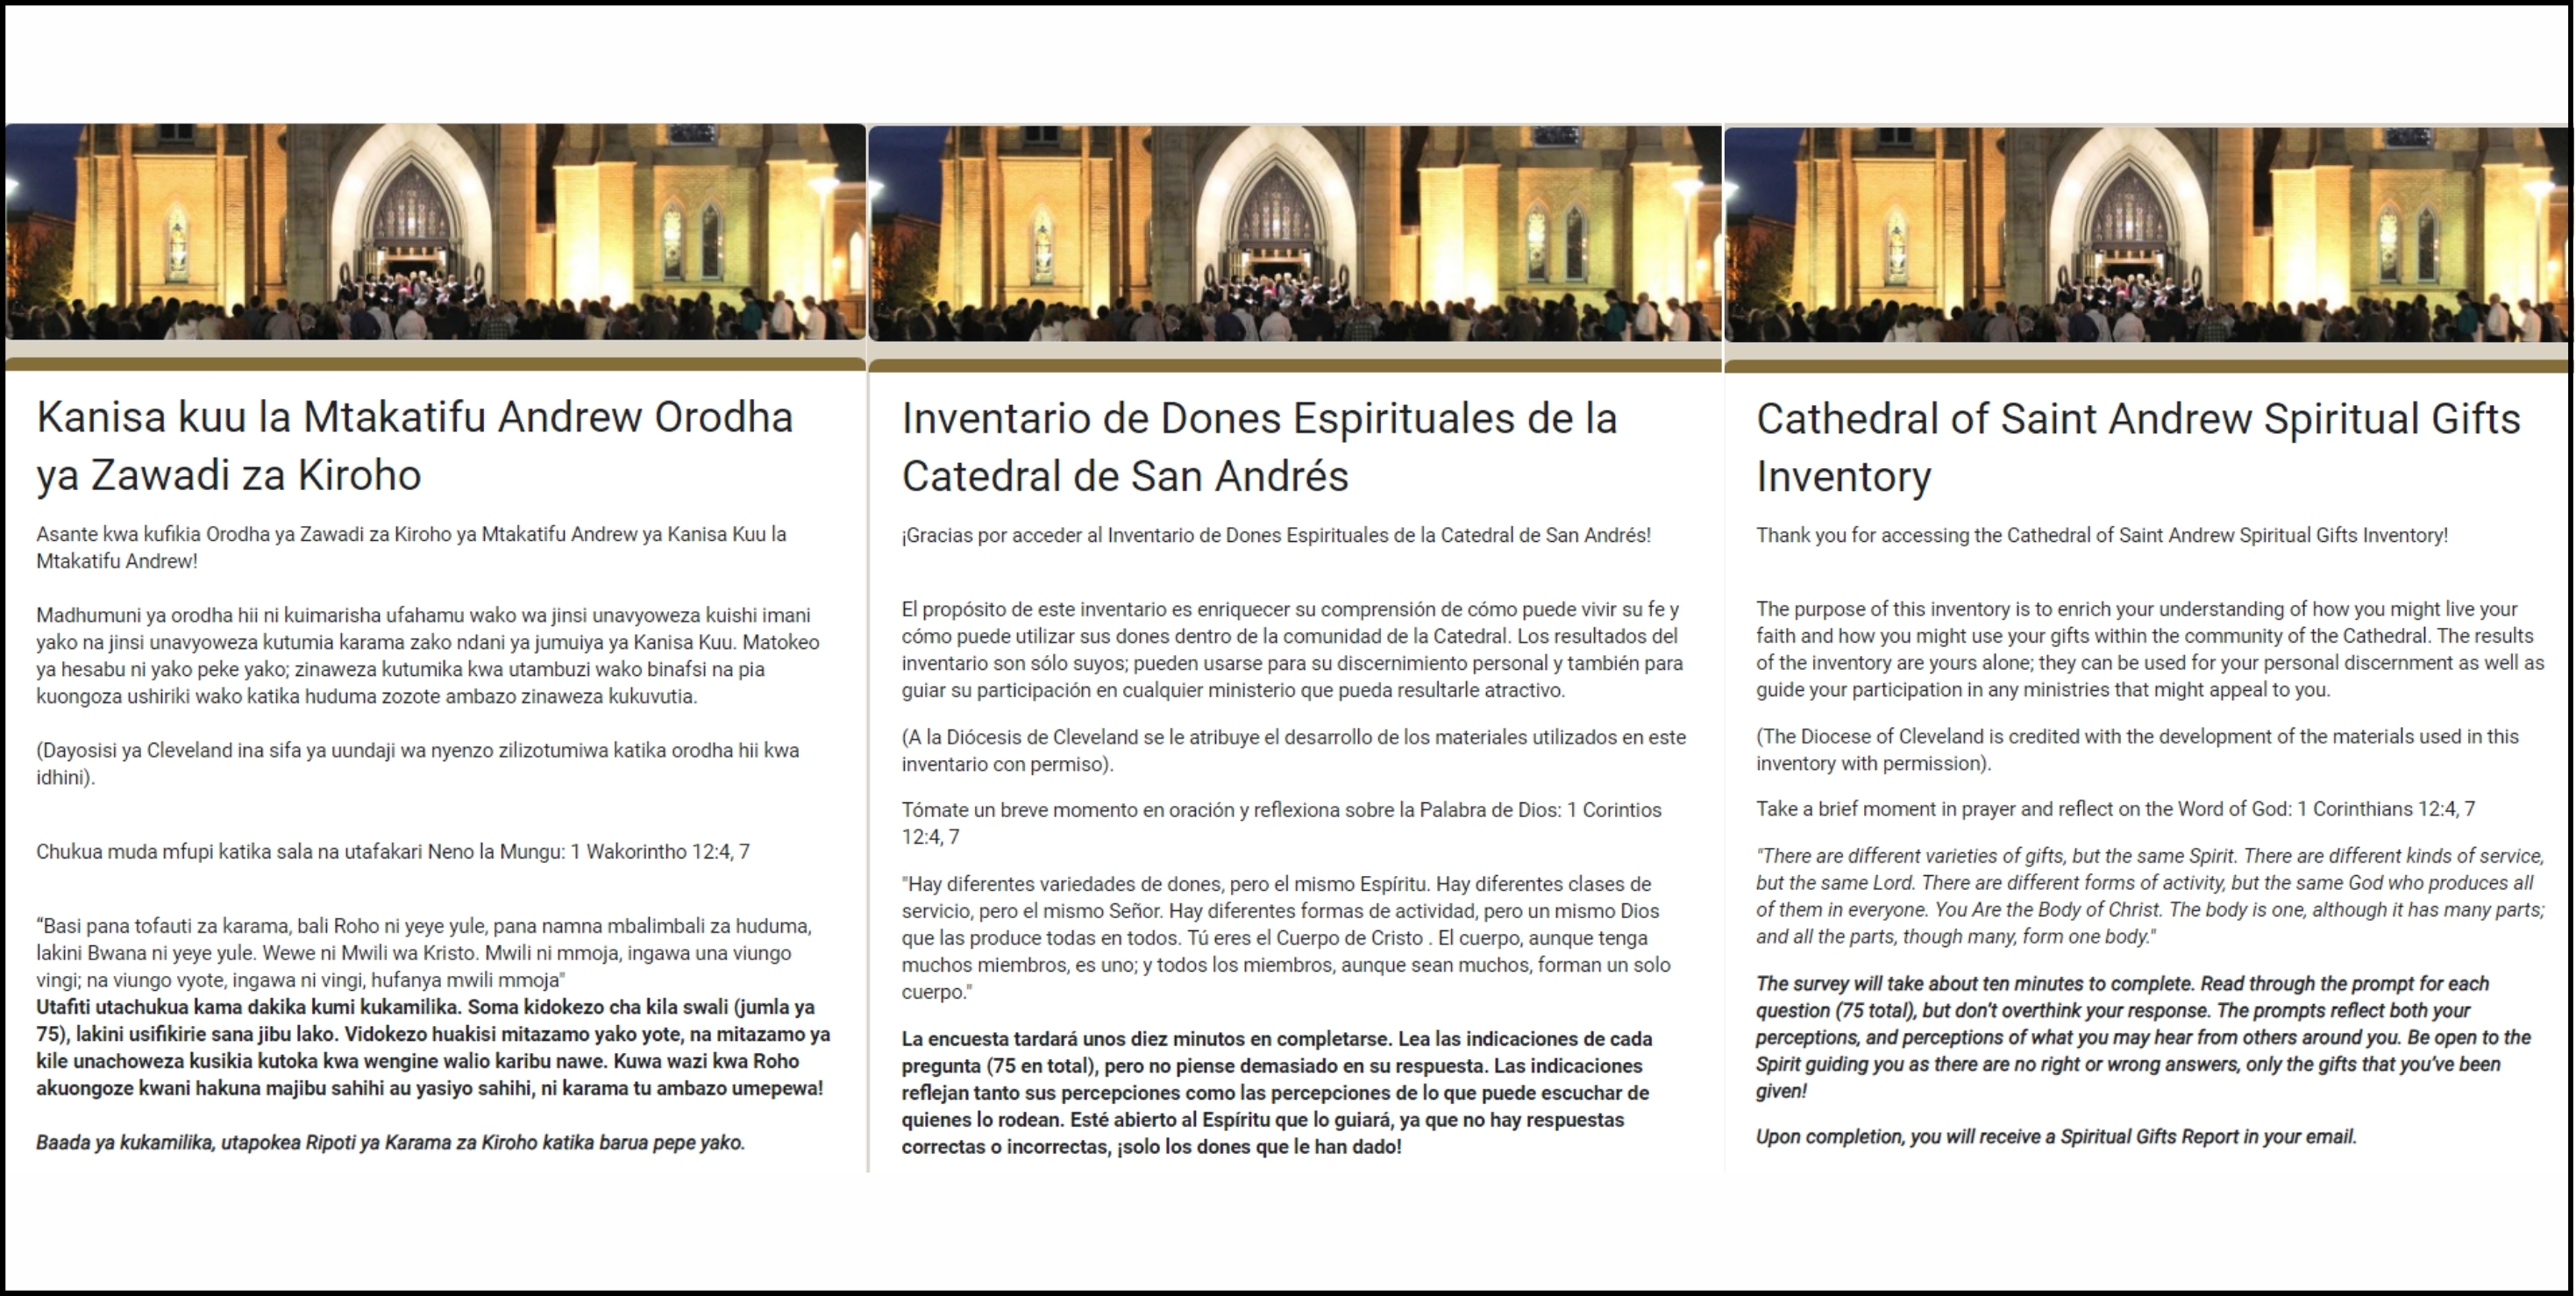 Kanisa kuu la Mtakatifu Andrew Orodha
ya Zawadi za Kiroho
Asante kwa kufikia Orodha ya Zawadi za Kiroho ya Mtakatifu Andrew ya Kanisa Kuu la
Mtakatifu Andrew!
Madhumuni ya orodha hii ni kuimarisha ufahamu wako wa jinsi unavyoweza kuishi imani
yako na jinsi unavyoweza kutumia karama zako ndani ya jumuiya ya Kanisa Kuu. Matokeo
ya hesabu ni yako peke yako; zinaweza kutumika kwa utambuzi wako binafsi na pia
kuongoza ushiriki wako katika huduma zozote ambazo zinaweza kukuvutia.
(Dayosisi ya Cleveland ina sifa ya uundaji wa nyenzo zilizotumiwa katika orodha hii kwa
idhini).
Chukua muda mfupi katika sala na utafakari Neno la Mungu: 1 Wakorintho 12:4, 7
“Basi pana tofauti za karama, bali Roho ni yeye yule, pana namna mbalimbali za huduma,
lakini Bwana ni yeye yule. Wewe ni Mwili wa Kristo. Mwili ni mmoja, ingawa una viungo
vingi; na viungo vyote, ingawa ni vingi, hufanya mwili mmoja"
Utafiti utachukua kama dakika kumi kukamilika. Soma kidokezo cha kila swali (jumla ya
75), lakini usifikirie sana jibu lako. Vidokezo huakisi mitazamo yako yote, na mitazamo ya
kile unachoweza kusikia kutoka kwa wengine walio karibu nawe. Kuwa wazi kwa Roho
akuongoze kwani hakuna majibu sahihi au yasiyo sahihi, ni karama tu ambazo umepewa!
Baada ya kukamilika, utapokea Ripoti ya Karama za Kiroho katika barua pepe yako.
Inventario de Dones Espirituales de la
Catedral de San Andrés
¡Gracias por acceder al Inventario de Dones Espirituales de la Catedral de San Andrés!
El propósito de este inventario es enriquecer su comprensión de cómo puede vivir su fe y
cómo puede utilizar sus dones dentro de la comunidad de la Catedral. Los resultados del
inventario son sólo suyos; pueden usarse para su discernimiento personal y también para
guiar su participación en cualquier ministerio que pueda resultarle atractivo.
(A la Diócesis de Cleveland se le atribuye el desarrollo de los materiales utilizados en este
inventario con permiso).
Tómate un breve momento en oración y reflexiona sobre la Palabra de Dios: 1 Corintios
12:4, 7
"Hay diferentes variedades de dones, pero el mismo Espíritu. Hay diferentes clases de
servicio, pero el mismo Señor. Hay diferentes formas de actividad, pero un mismo Dios
que las produce todas en todos. Tú eres el Cuerpo de Cristo . El cuerpo, aunque tenga
muchos miembros, es uno; y todos los miembros, aunque sean muchos, forman un solo
cuerpo."
La encuesta tardará unos diez minutos en completarse. Lea las indicaciones de cada
pregunta (75 en total), pero no piense demasiado en su respuesta. Las indicaciones
reflejan tanto sus percepciones como las percepciones de lo que puede escuchar de
quienes lo rodean. Esté abierto al Espíritu que lo guiará, ya que no hay respuestas
correctas o incorrectas, ¡solo los dones que le han dado!
Cathedral of Saint Andrew Spiritual Gifts
Inventory
Thank you for accessing the Cathedral of Saint Andrew Spiritual Gifts Inventory!
The purpose of this inventory is to enrich your understanding of how you might live your
faith and how you might use your gifts within the community of the Cathedral. The results
of the inventory are yours alone; they can be used for your personal discernment as well as
guide your participation in any ministries that might appeal to you.
(The Diocese of Cleveland is credited with the development of the materials used in this
inventory with permission).
Take a brief moment in prayer and reflect on the Word of God: 1 Corinthians 12:4, 7
"There are different varieties of gifts, but the same Spirit. There are different kinds of service,
but the same Lord. There are different forms of activity, but the same God who produces all
of them in everyone. You Are the Body of Christ. The body is one, although it has many parts;
and all the parts, though many, form one body."
The survey will take about ten minutes to complete. Read through the prompt for each
question (75 total), but don’t overthink your response. The prompts reflect both your
perceptions, and perceptions of what you may hear from others around you. Be open to the
Spirit guiding you as there are no right or wrong answers, only the gifts that you’ve been
given!
Upon completion, you will receive a Spiritual Gifts Report in your email.